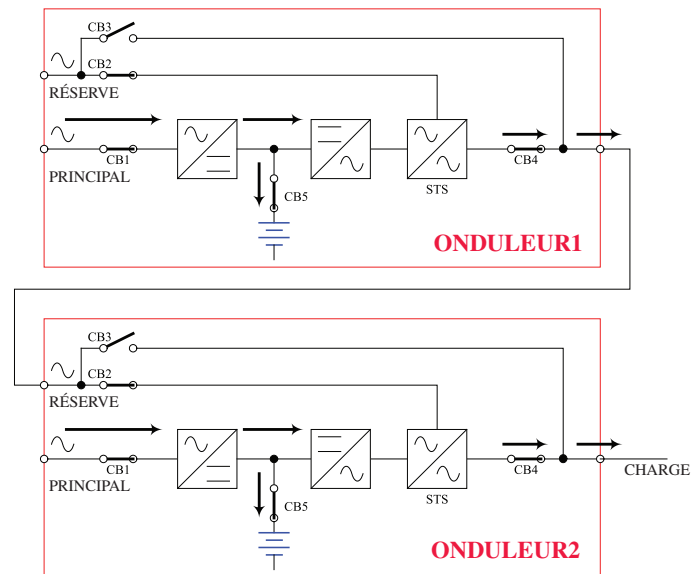 CB3
CB2
RÉSERVE
CB1
PRINCIPAL
CB5
STS
CB4
ONDULEUR1
CB3
CB2
RÉSERVE
CB1
PRINCIPAL
CB5
STS
CB4
CHARGE
ONDULEUR2